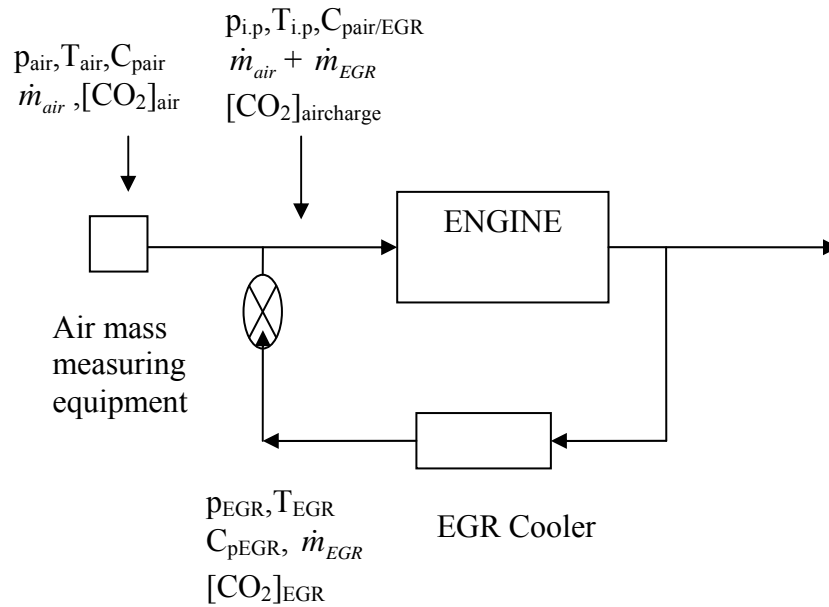 p_air,T_air,C_pair
ṁ_air ,[CO₂]_air
p_i.p,T_i.p,C_pair/EGR
ṁ_air + ṁ_EGR
[CO₂]_aircharge
ENGINE
Air mass
measuring
equipment
p_EGR,T_EGR
C_pEGR, ṁ_EGR
[CO₂]_EGR
EGR Cooler